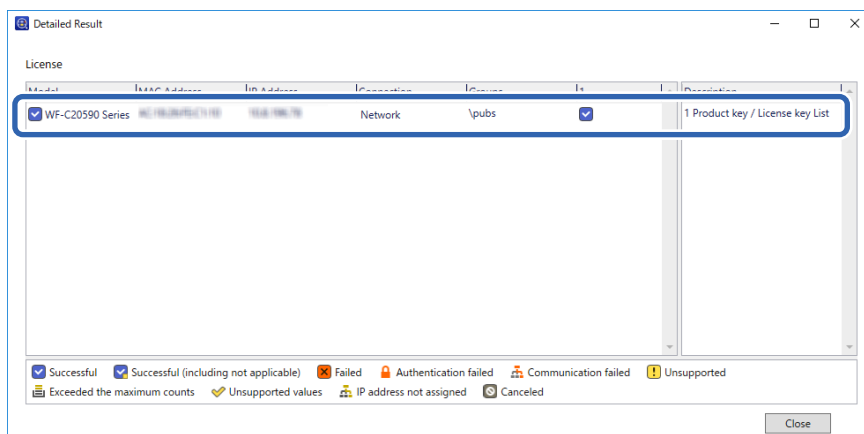 Detailed Result
License
Model MAC Address IP Address Connection Groups 1 Description
WF-C20590 Series Network \pubs 1 Product key / License key List
Successful Successful (including not applicable) Failed Authentication failed Communication failed Unsupported
Exceeded the maximum counts Unsupported values IP address not assigned Canceled
Close